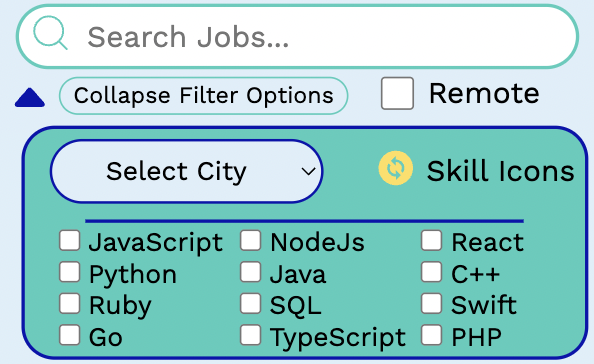 Search Jobs...
Collapse Filter Options Remote
Select City Skill Icons
JavaScript NodeJs React
Python Java C++
Ruby SQL Swift
Go TypeScript PHP